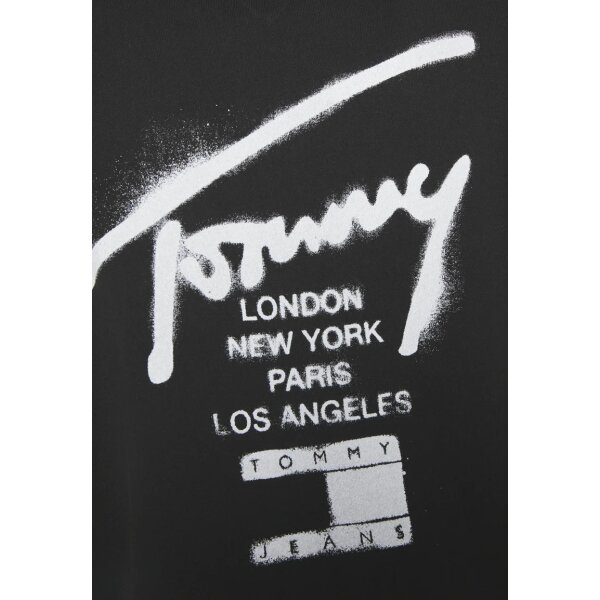 Tommy
LONDON
NEW YORK
PARIS
LOS ANGELES
TOMMY
JEANS